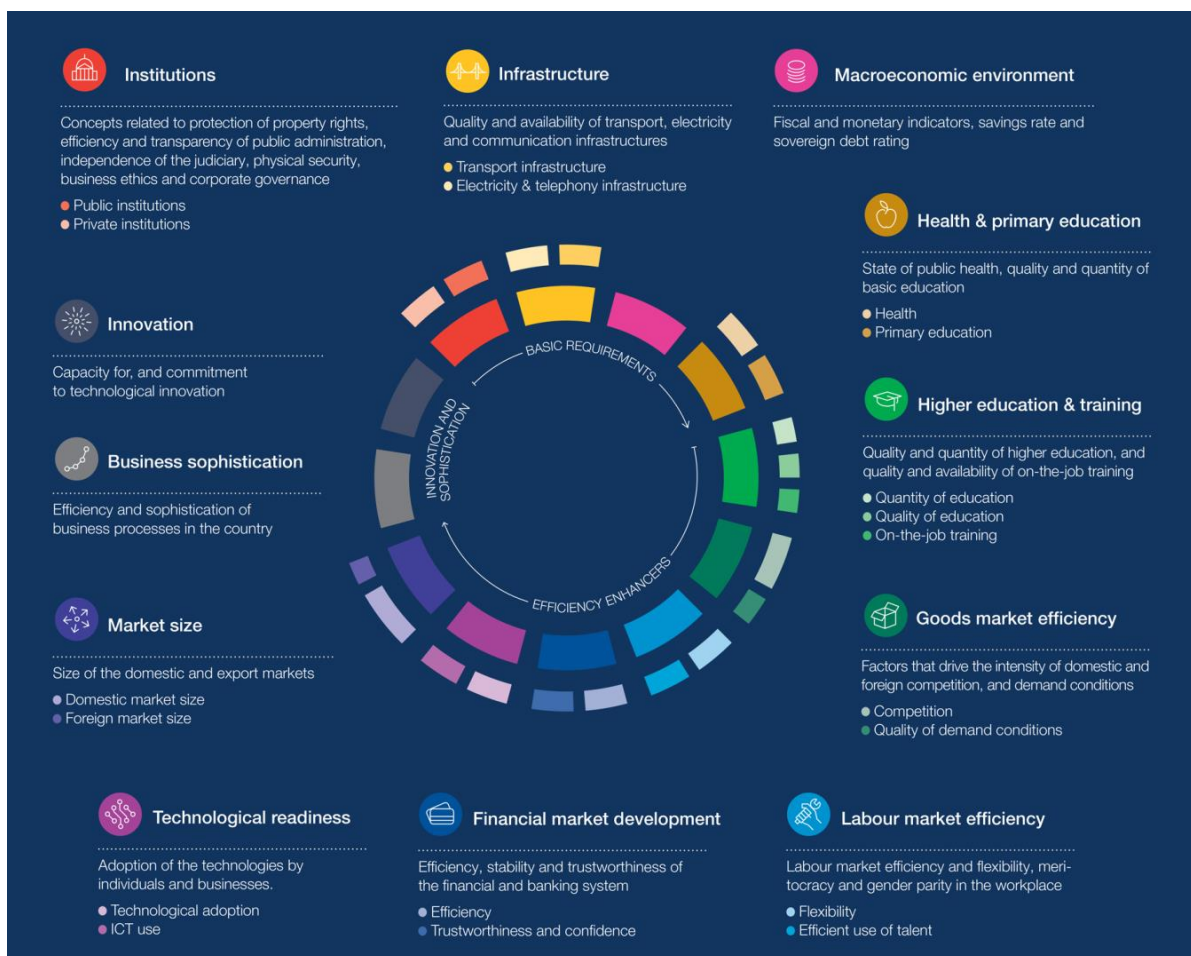 Institutions
Concepts related to protection of property rights,
efficiency and transparency of public administration,
independence of the judiciary, physical security,
business ethics and corporate governance
Public institutions
Private institutions
Infrastructure
Quality and availability of transport, electricity
and communication infrastructures
Transport infrastructure
Electricity & telephony infrastructure
Macroeconomic environment
Fiscal and monetary indicators, savings rate and
sovereign debt rating
Health & primary education
State of public health, quality and quantity of
basic education
Health
Primary education
Innovation
Capacity for, and commitment
to technological innovation
Business sophistication
Efficiency and sophistication of
business processes in the country
BASIC REQUIREMENTS
INNOVATION AND
SOPHISTICATION
EFFICIENCY ENHANCERS
Higher education & training
Quality and quantity of higher education, and
quality and availability of on-the-job training
Quantity of education
Quality of education
On-the-job training
Market size
Size of the domestic and export markets
Domestic market size
Foreign market size
Goods market efficiency
Factors that drive the intensity of domestic and
foreign competition, and demand conditions
Competition
Quality of demand conditions
Technological readiness
Adoption of the technologies by
individuals and businesses.
Technological adoption
ICT use
Financial market development
Efficiency, stability and trustworthiness of
the financial and banking system
Efficiency
Trustworthiness and confidence
Labour market efficiency
Labour market efficiency and flexibility, meri-
tocracy and gender parity in the workplace
Flexibility
Efficient use of talent